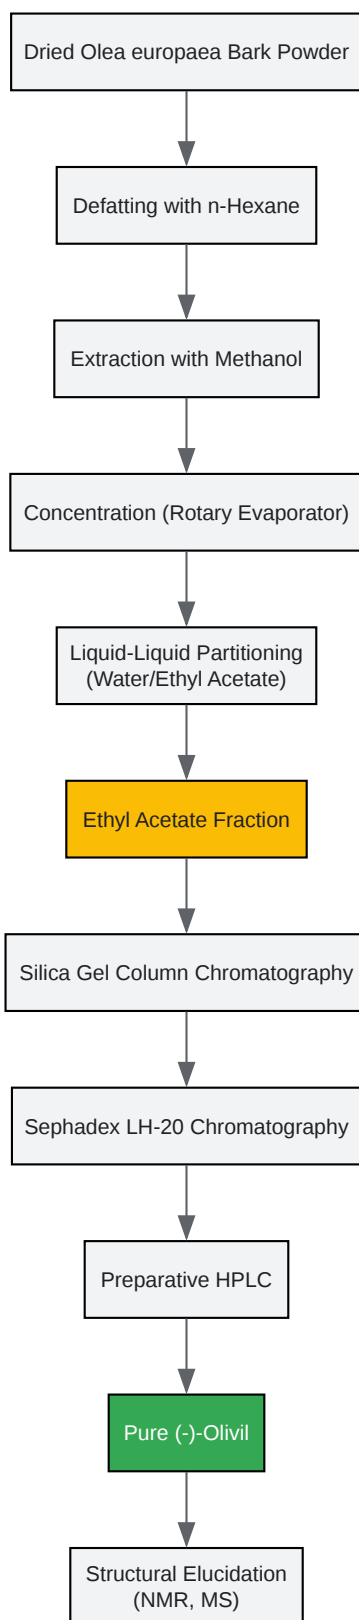 Dried Olea europaea Bark Powder
Defatting with n-Hexane
Extraction with Methanol
Concentration (Rotary Evaporator)
Liquid-Liquid Partitioning
(Water/Ethyl Acetate)
Ethyl Acetate Fraction
Silica Gel Column Chromatography
Sephadex LH-20 Chromatography
Preparative HPLC
Pure (-)-Olivil
Structural Elucidation
(NMR, MS)